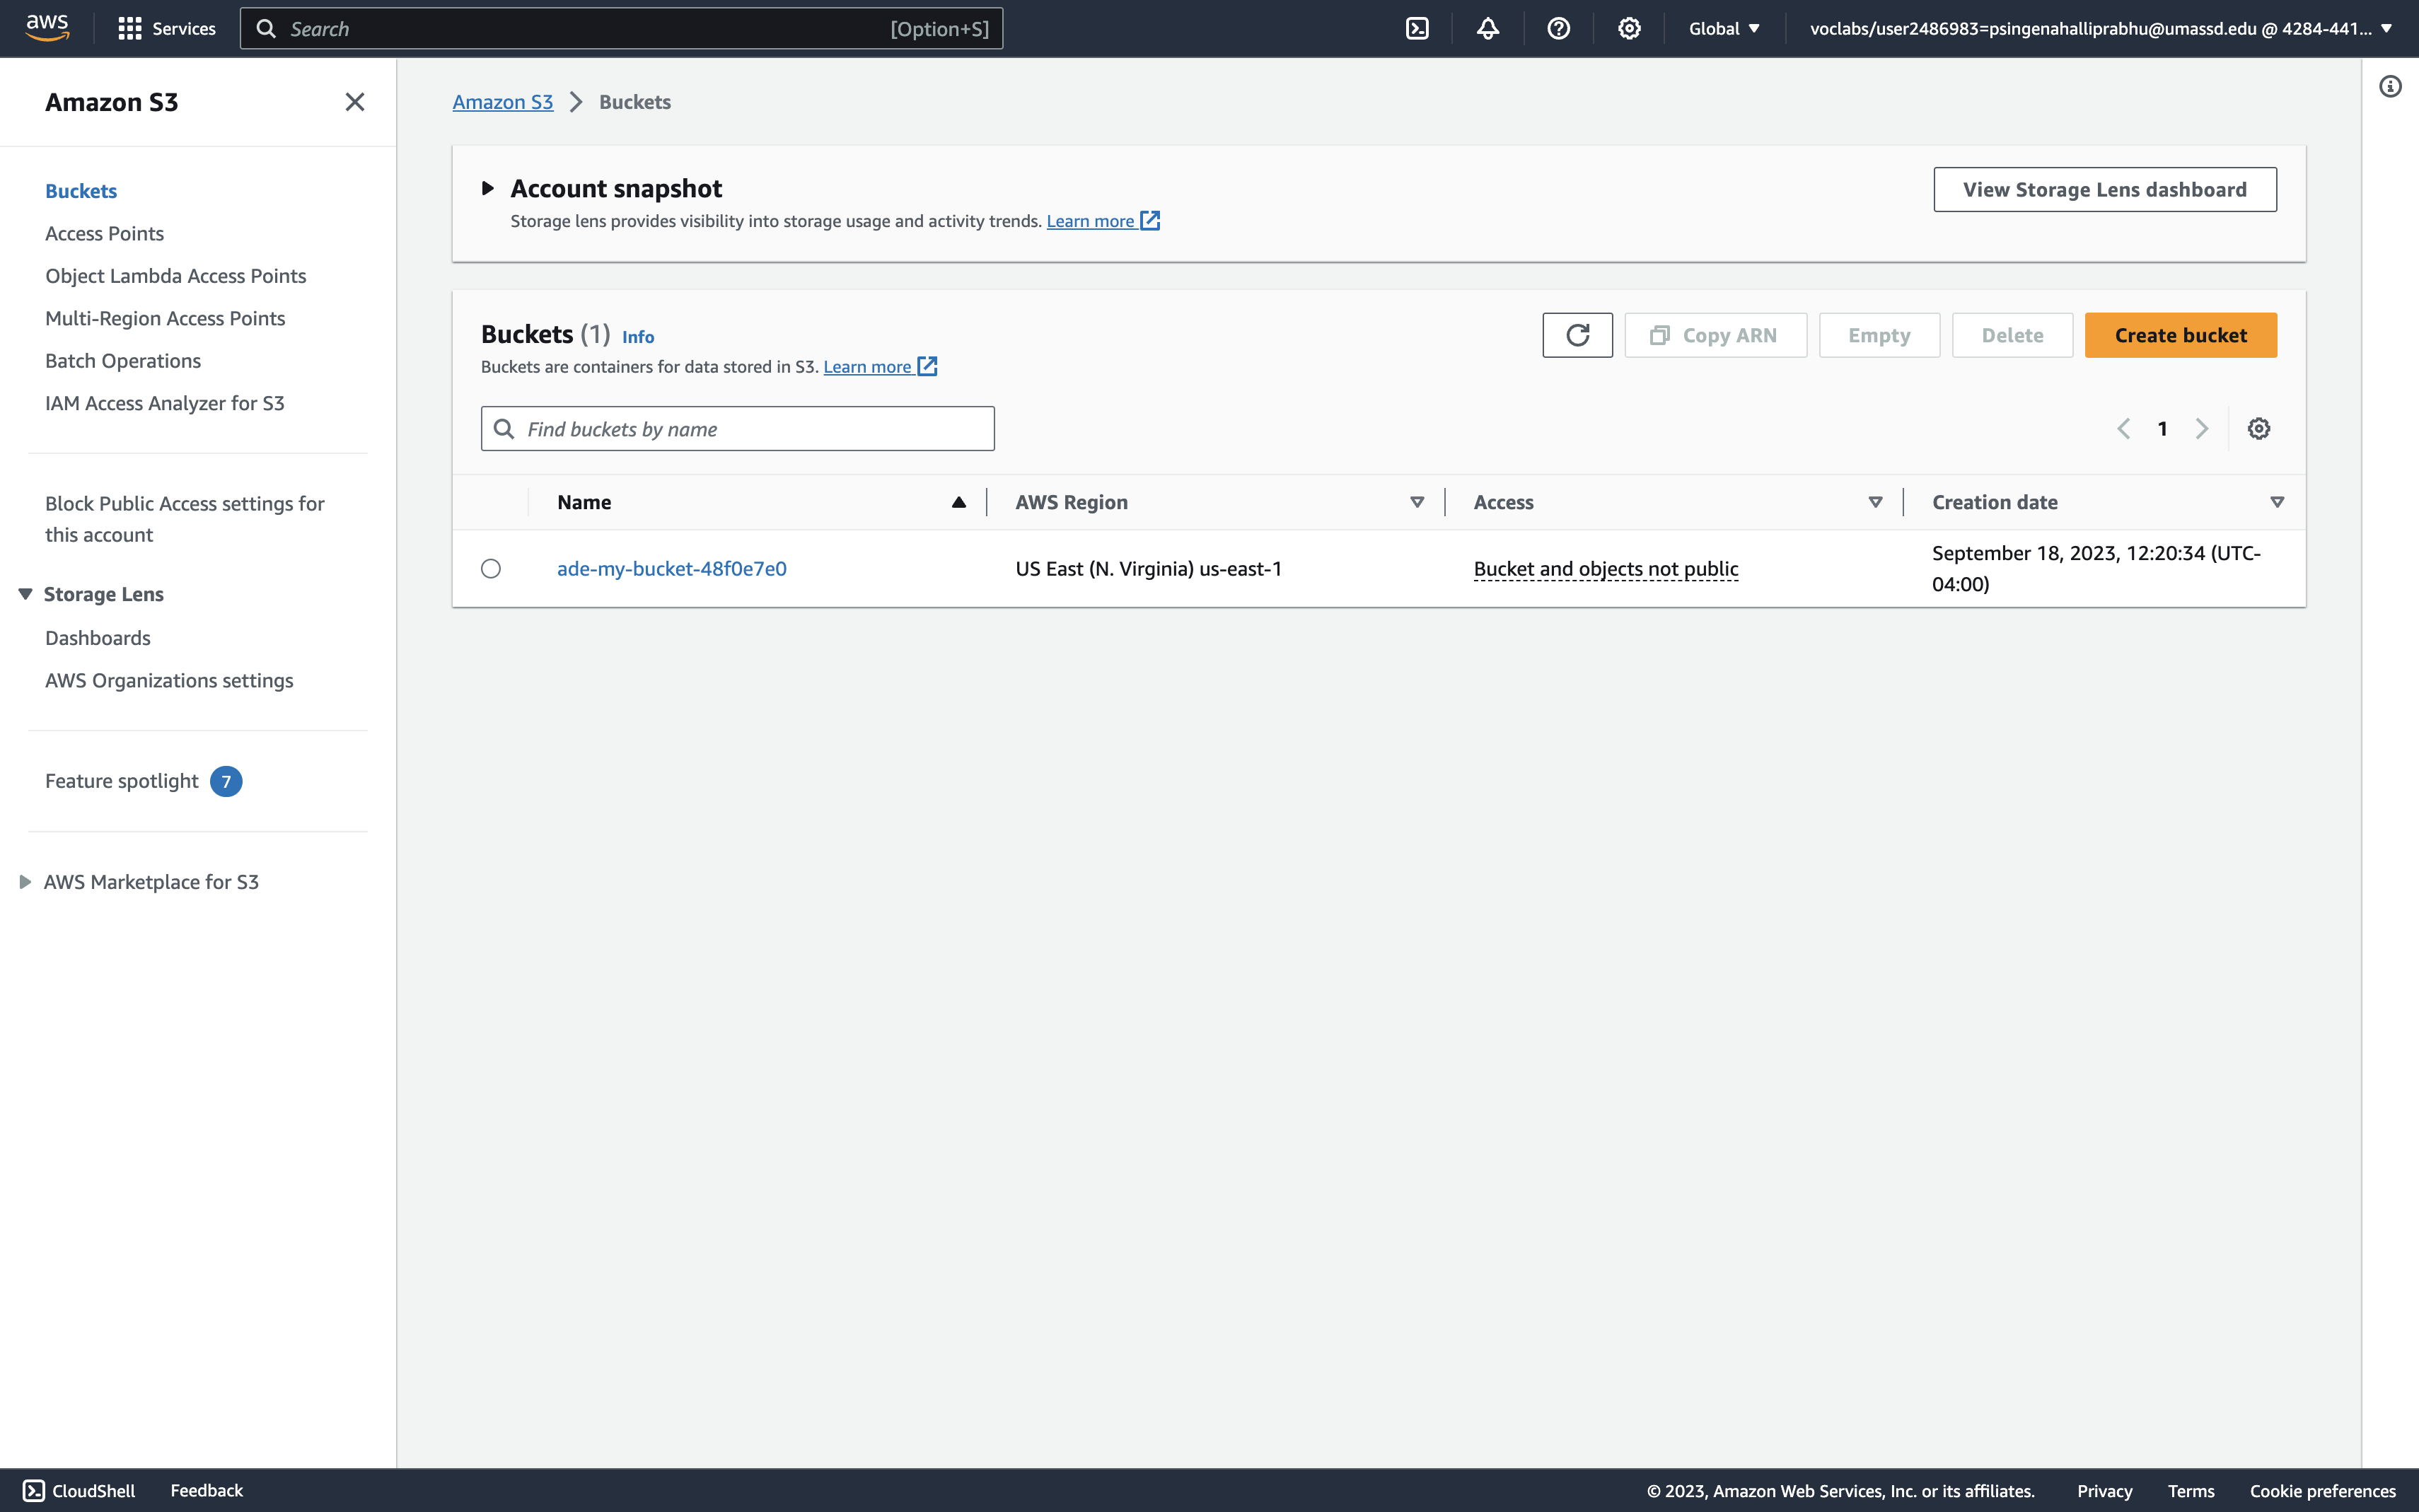 aws
Services
Search
[Option+S]
Global
voclabs/user2486983=psingenahalliprabhu@umassd.edu @ 4284-441...
Amazon S3
Buckets
Access Points
Object Lambda Access Points
Multi-Region Access Points
Batch Operations
IAM Access Analyzer for S3
Block Public Access settings for
this account
Storage Lens
Dashboards
AWS Organizations settings
Feature spotlight 7
AWS Marketplace for S3
Amazon S3 > Buckets
Account snapshot
Storage lens provides visibility into storage usage and activity trends. Learn more
View Storage Lens dashboard
Buckets (1) Info
Buckets are containers for data stored in S3. Learn more
Copy ARN
Empty
Delete
Create bucket
Find buckets by name
1
Name
AWS Region
Access
Creation date
ade-my-bucket-48f0e7e0
US East (N. Virginia) us-east-1
Bucket and objects not public
September 18, 2023, 12:20:34 (UTC-
04:00)
CloudShell
Feedback
© 2023, Amazon Web Services, Inc. or its affiliates.
Privacy
Terms
Cookie preferences